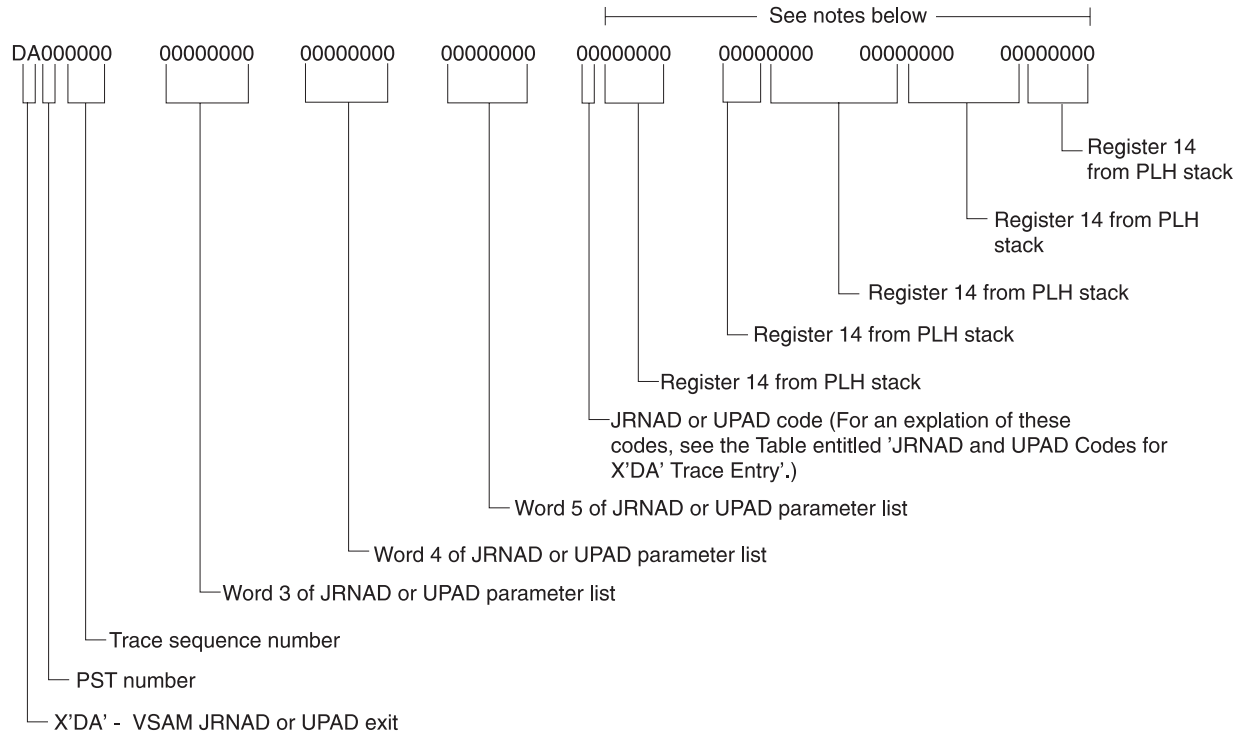 See notes below
DA000000 00000000 00000000 00000000 00000000 00000000 00000000 00000000
Register 14
from PLH stack
Register 14 from PLH
stack
Register 14 from PLH stack
Register 14 from PLH stack
Register 14 from PLH stack
JRNAD or UPAD code (For an explation of these
codes, see the Table entitled 'JRNAD and UPAD Codes for
X'DA' Trace Entry'.)
Word 5 of JRNAD or UPAD parameter list
Word 4 of JRNAD or UPAD parameter list
Word 3 of JRNAD or UPAD parameter list
Trace sequence number
PST number
X'DA' - VSAM JRNAD or UPAD exit